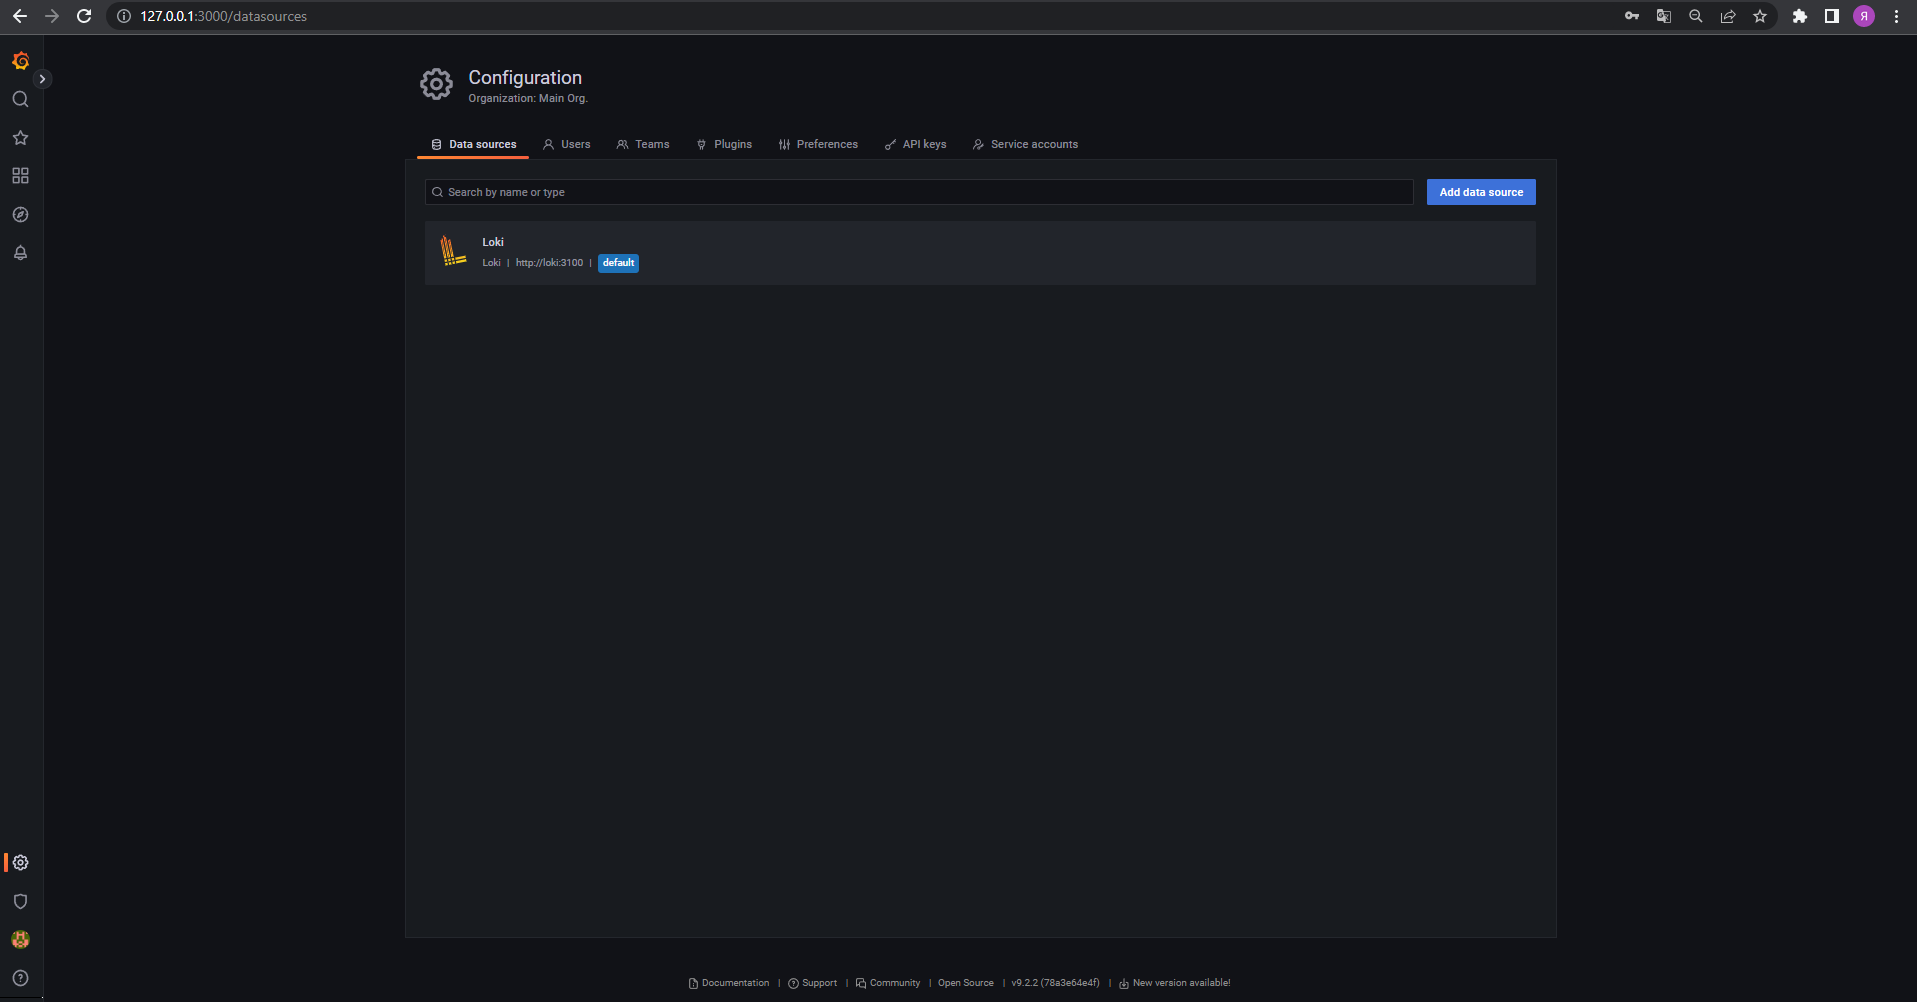 127.0.0.1:3000/datasources
Я
Configuration
Organization: Main Org.
Data sources Users Teams Plugins Preferences API keys Service accounts
Search by name or type Add data source
Loki
Loki | http://loki:3100 | default
Documentation | Support | Community | Open Source | v9.2.2 (78a3e64e4f) | New version available!